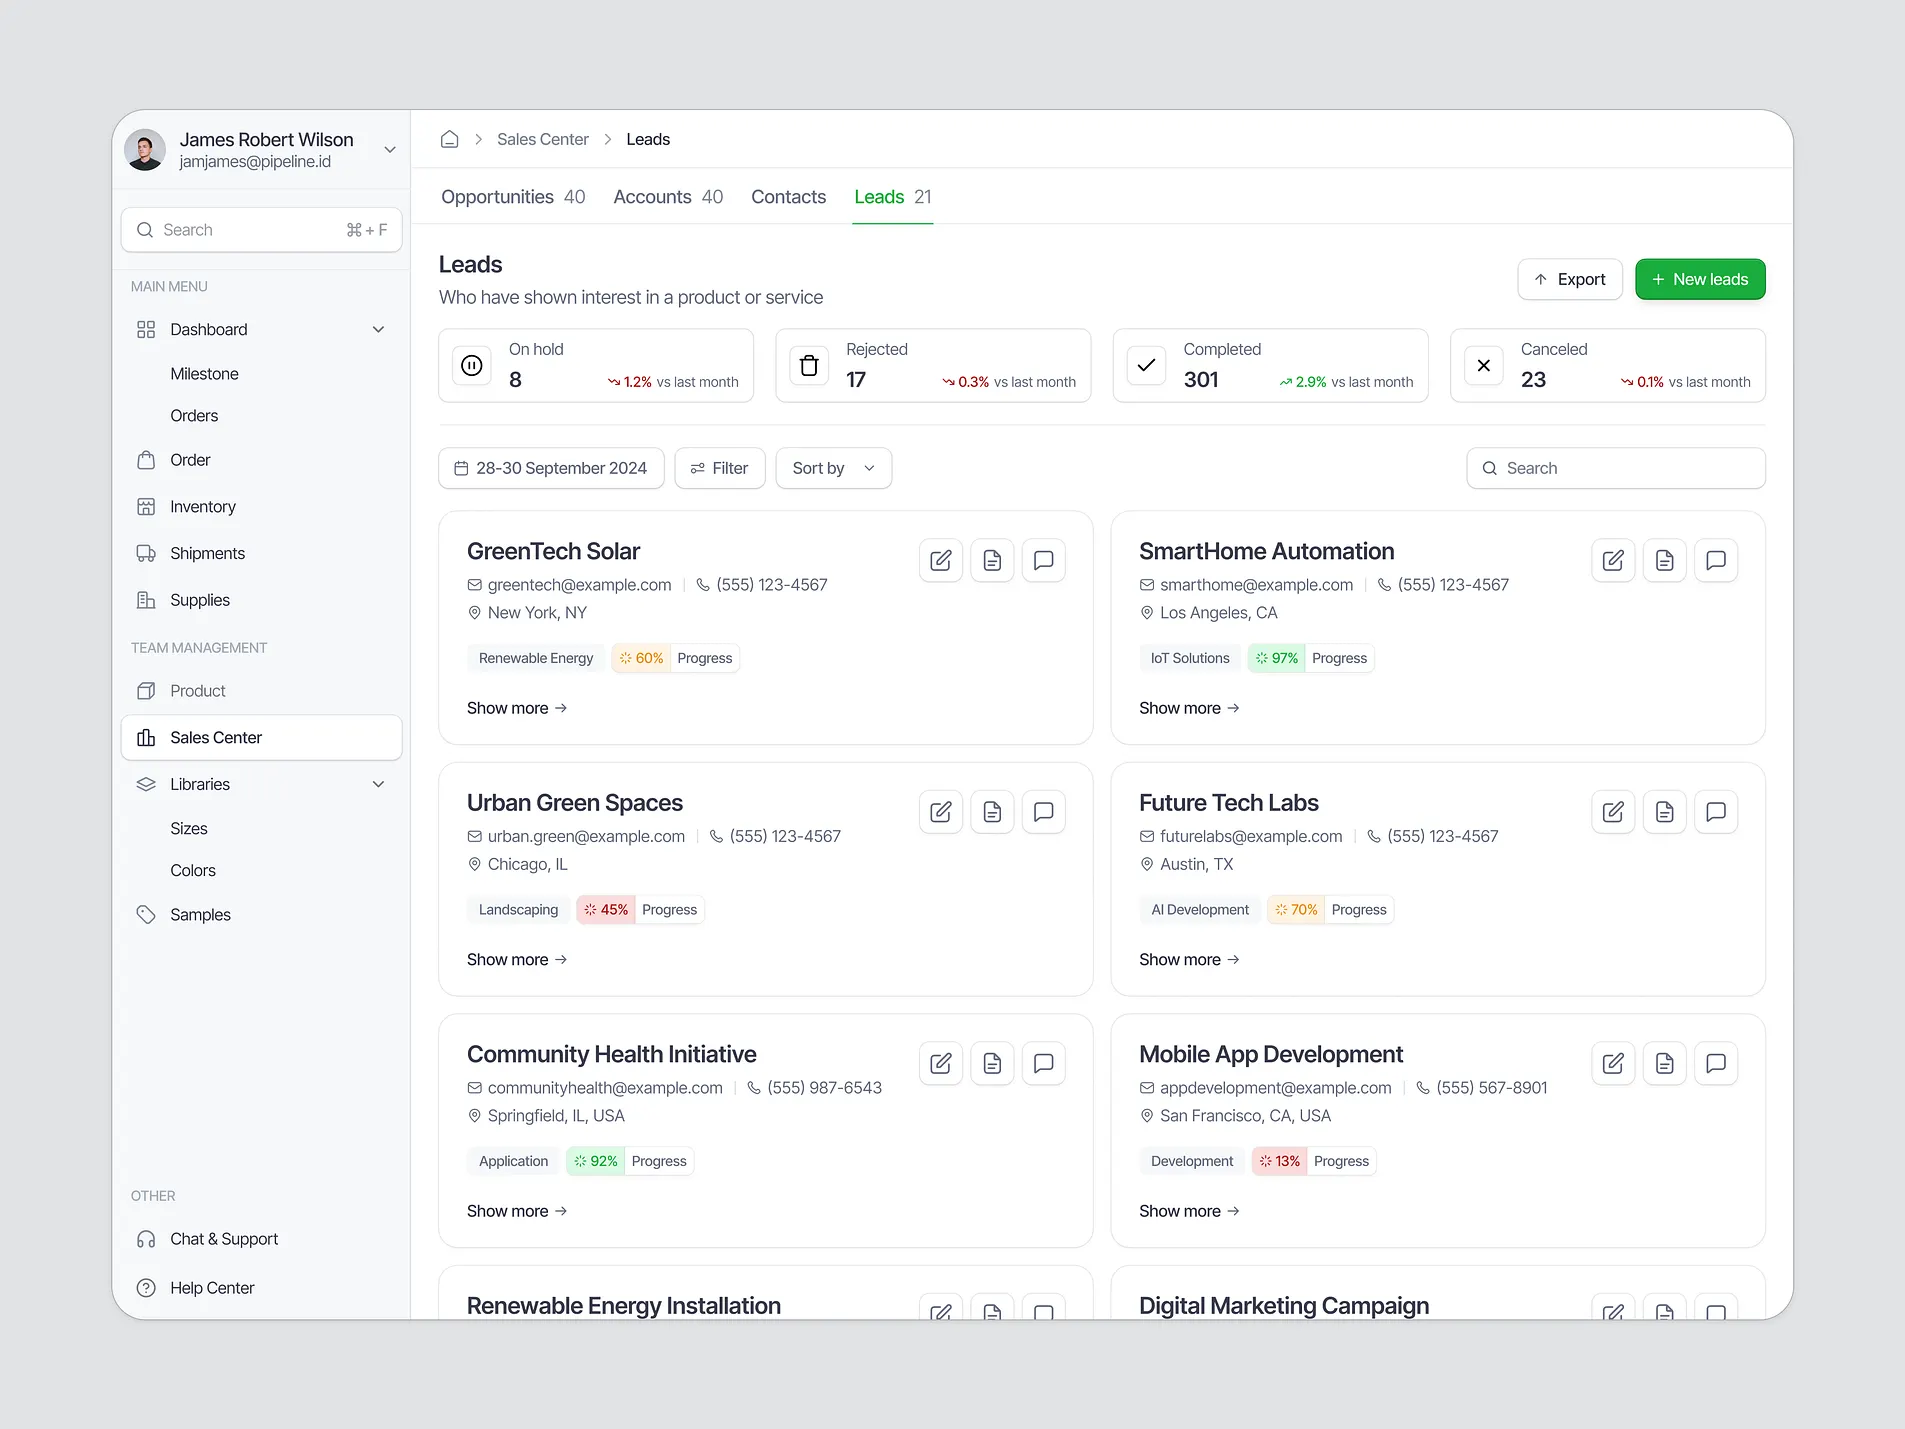 James Robert Wilson
jamjames@pipeline.id
Search ⌘ + F
MAIN MENU
Dashboard
Milestone
Orders
Order
Inventory
Shipments
Supplies
TEAM MANAGEMENT
Product
Sales Center
Libraries
Sizes
Colors
Samples
OTHER
Chat & Support
Help Center
Sales Center Leads
Opportunities 40 Accounts 40 Contacts Leads 21
Leads
Who have shown interest in a product or service
Export
+ New leads
On hold
8 1.2% vs last month
Rejected
17 0.3% vs last month
Completed
301 2.9% vs last month
Canceled
23 0.1% vs last month
28-30 September 2024 Filter Sort by Search
GreenTech Solar
greentech@example.com (555) 123-4567
New York, NY
Renewable Energy 60% Progress
Show more →
SmartHome Automation
smarthome@example.com (555) 123-4567
Los Angeles, CA
IoT Solutions 97% Progress
Show more →
Urban Green Spaces
urban.green@example.com (555) 123-4567
Chicago, IL
Landscaping 45% Progress
Show more →
Future Tech Labs
futurelabs@example.com (555) 123-4567
Austin, TX
AI Development 70% Progress
Show more →
Community Health Initiative
communityhealth@example.com (555) 987-6543
Springfield, IL, USA
Application 92% Progress
Show more →
Mobile App Development
appdevelopment@example.com (555) 567-8901
San Francisco, CA, USA
Development 13% Progress
Show more →
Renewable Energy Installation
Digital Marketing Campaign